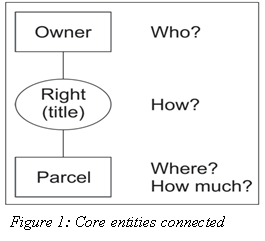 Owner
Who?
Right
(title)
How?
Parcel
Where?
How much?
Figure 1: Core entities connected